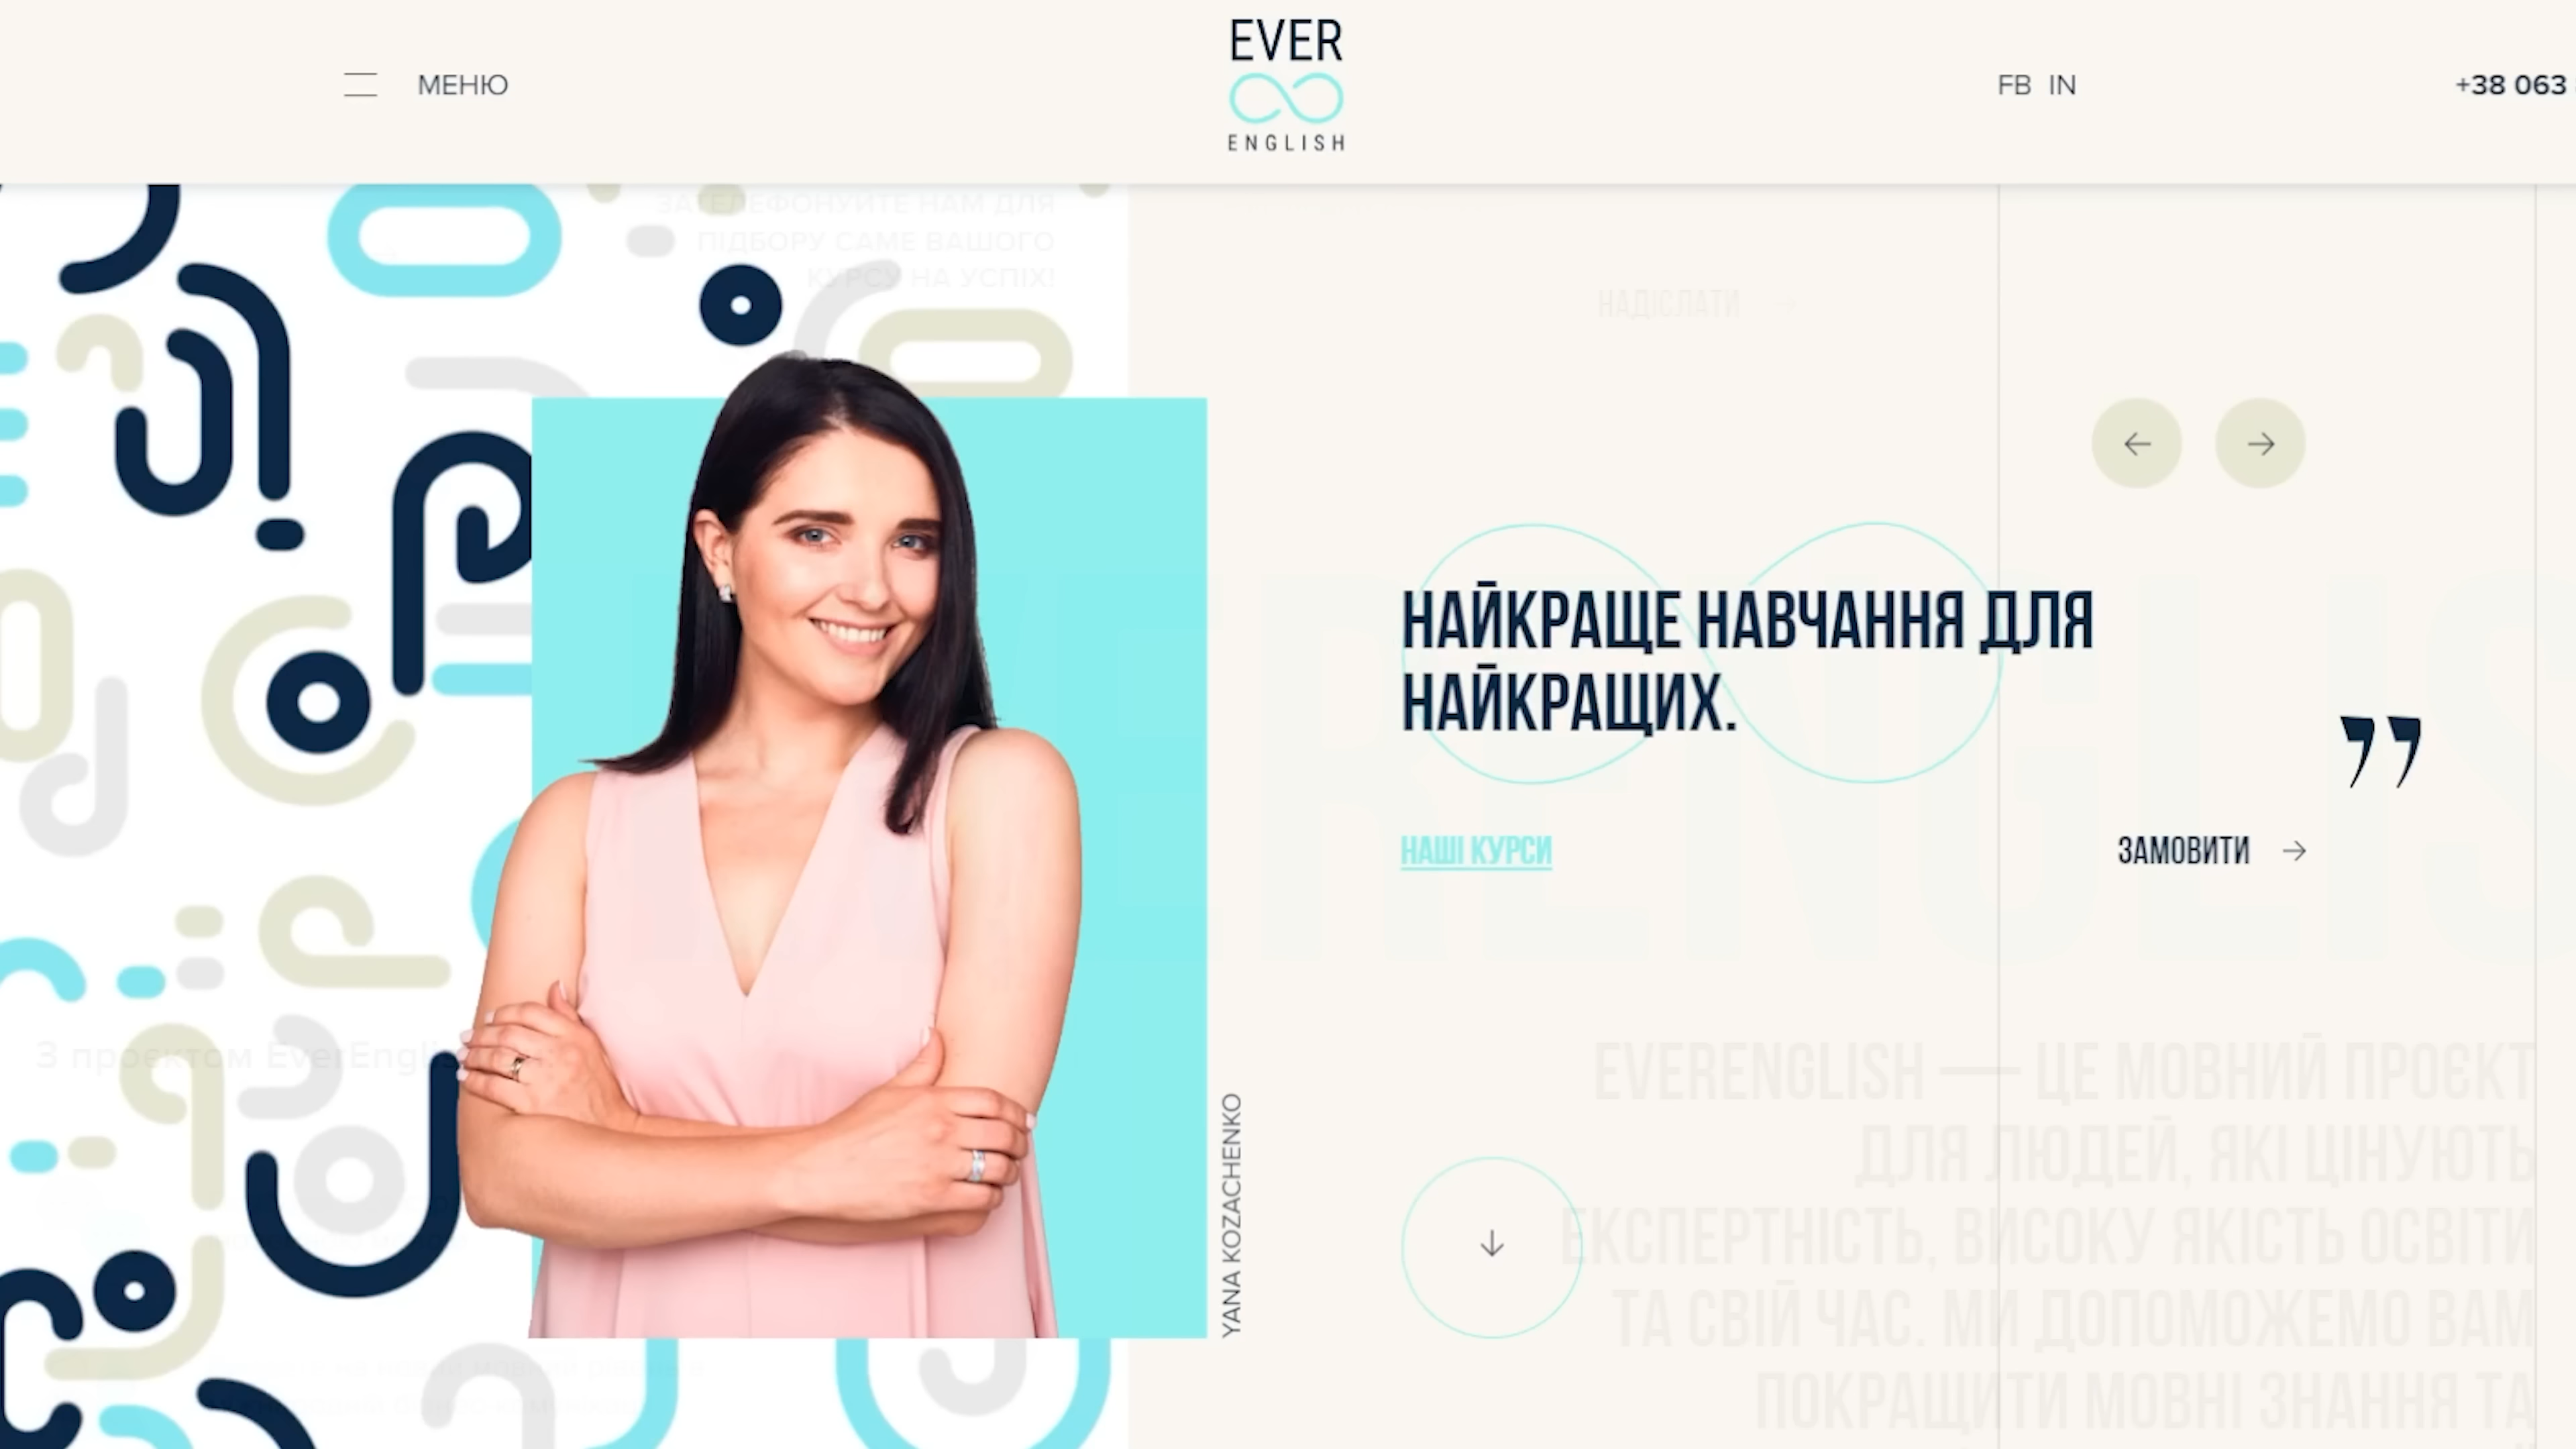 МЕНЮ
EVER
ENGLISH
FB IN
+38 063
ЗАТЕЛЕФОНУЙТЕ НАМ ДЛЯ
ПІДБОРУ САМЕ ВАШОГО
КУРСУ НА УСПІХ!
НАДІСЛАТИ
НАЙКРАЩЕ НАВЧАННЯ ДЛЯ
НАЙКРАЩИХ.
”
НАШІ КУРСИ
ЗАМОВИТИ
YANA KOZACHENKO
З проєктом EverEnglish
EVERENGLISH — ЦЕ МОВНИЙ ПРОЄКТ
ДЛЯ ЛЮДЕЙ, ЯКІ ЦІНУЮТЬ
ЕКСПЕРТНІСТЬ, ВИСОКУ ЯКІСТЬ ОСВІТИ
ТА СВІЙ ЧАС. МИ ДОПОМОЖЕМО ВАМ
ПОКРАЩИТИ МОВНІ ЗНАННЯ ТА